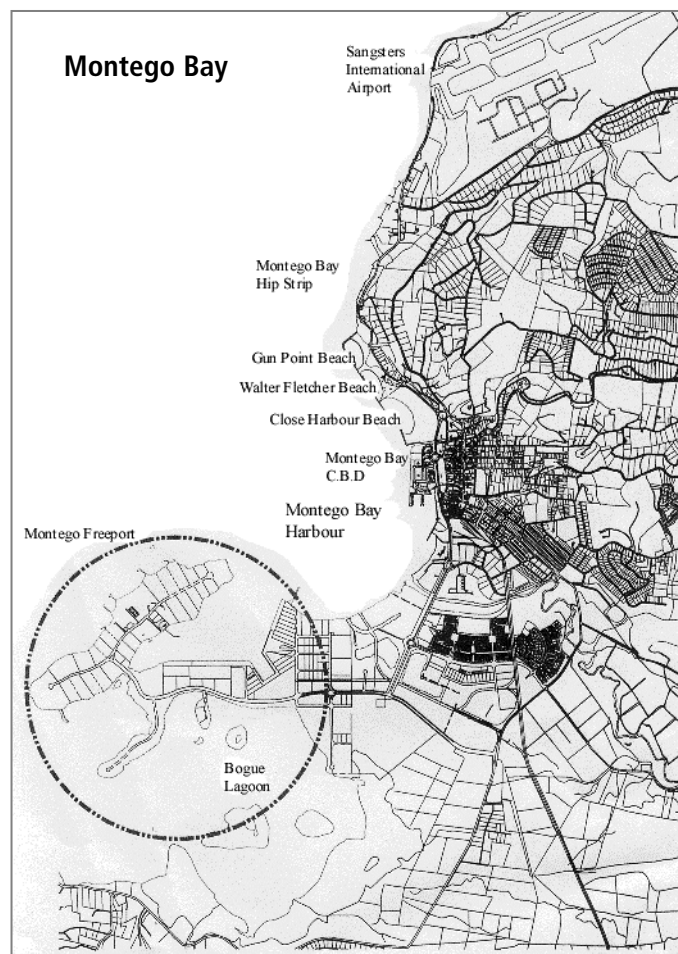 Montego Bay
Sangsters
International
Airport
Montego Bay
Hip Strip
Gun Point Beach
Walter Fletcher Beach
Close Harbour Beach
Montego Bay
C.B.D
Montego Bay
Harbour
Montego Freeport
Bogue
Lagoon